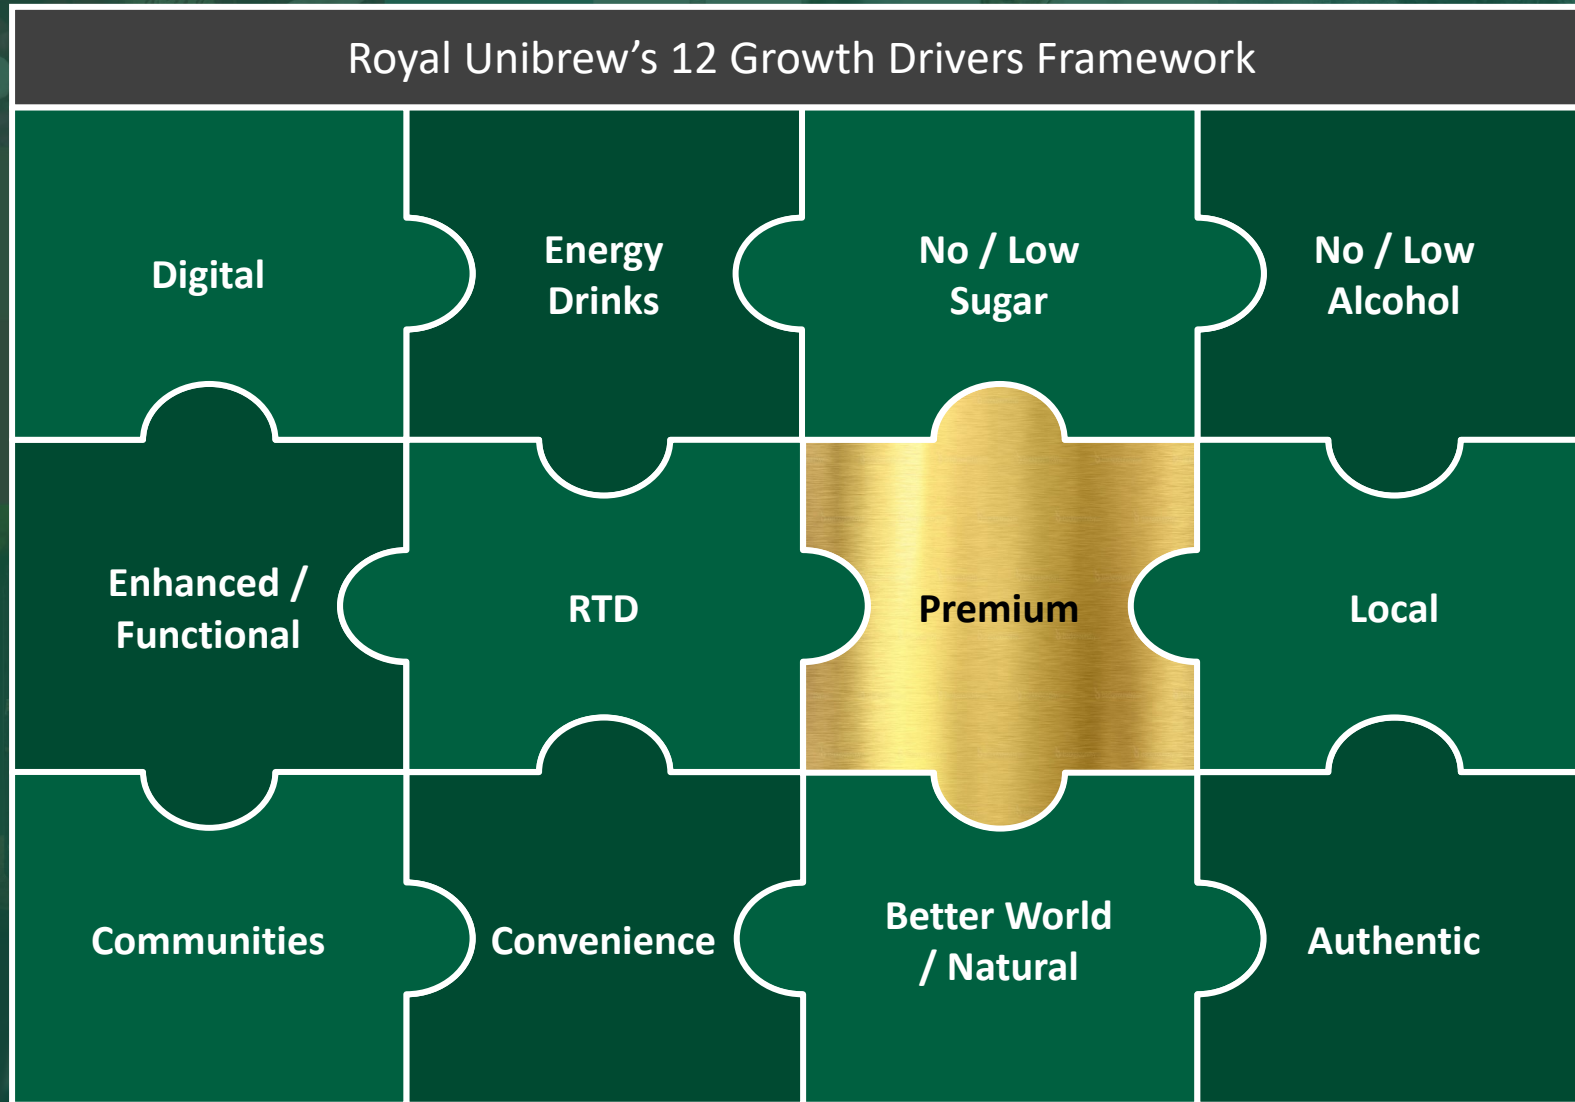 Royal Unibrew’s 12 Growth Drivers Framework
Digital
Energy
Drinks
No / Low
Sugar
No / Low
Alcohol
Enhanced /
Functional
RTD
Premium
Local
Communities
Convenience
Better World
/ Natural
Authentic